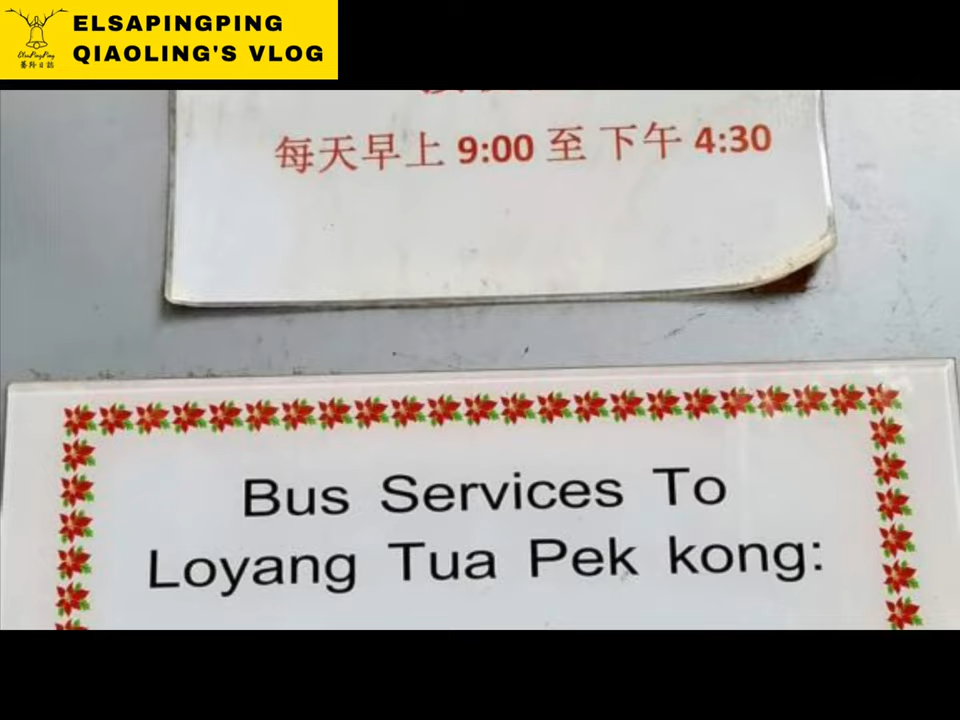 ELSAPINGPING
QIAOLING'S VLOG
ElsaPingPing
每天早上 9:00 至 下午 4:30
Bus Services To
Loyang Tua Pek kong: